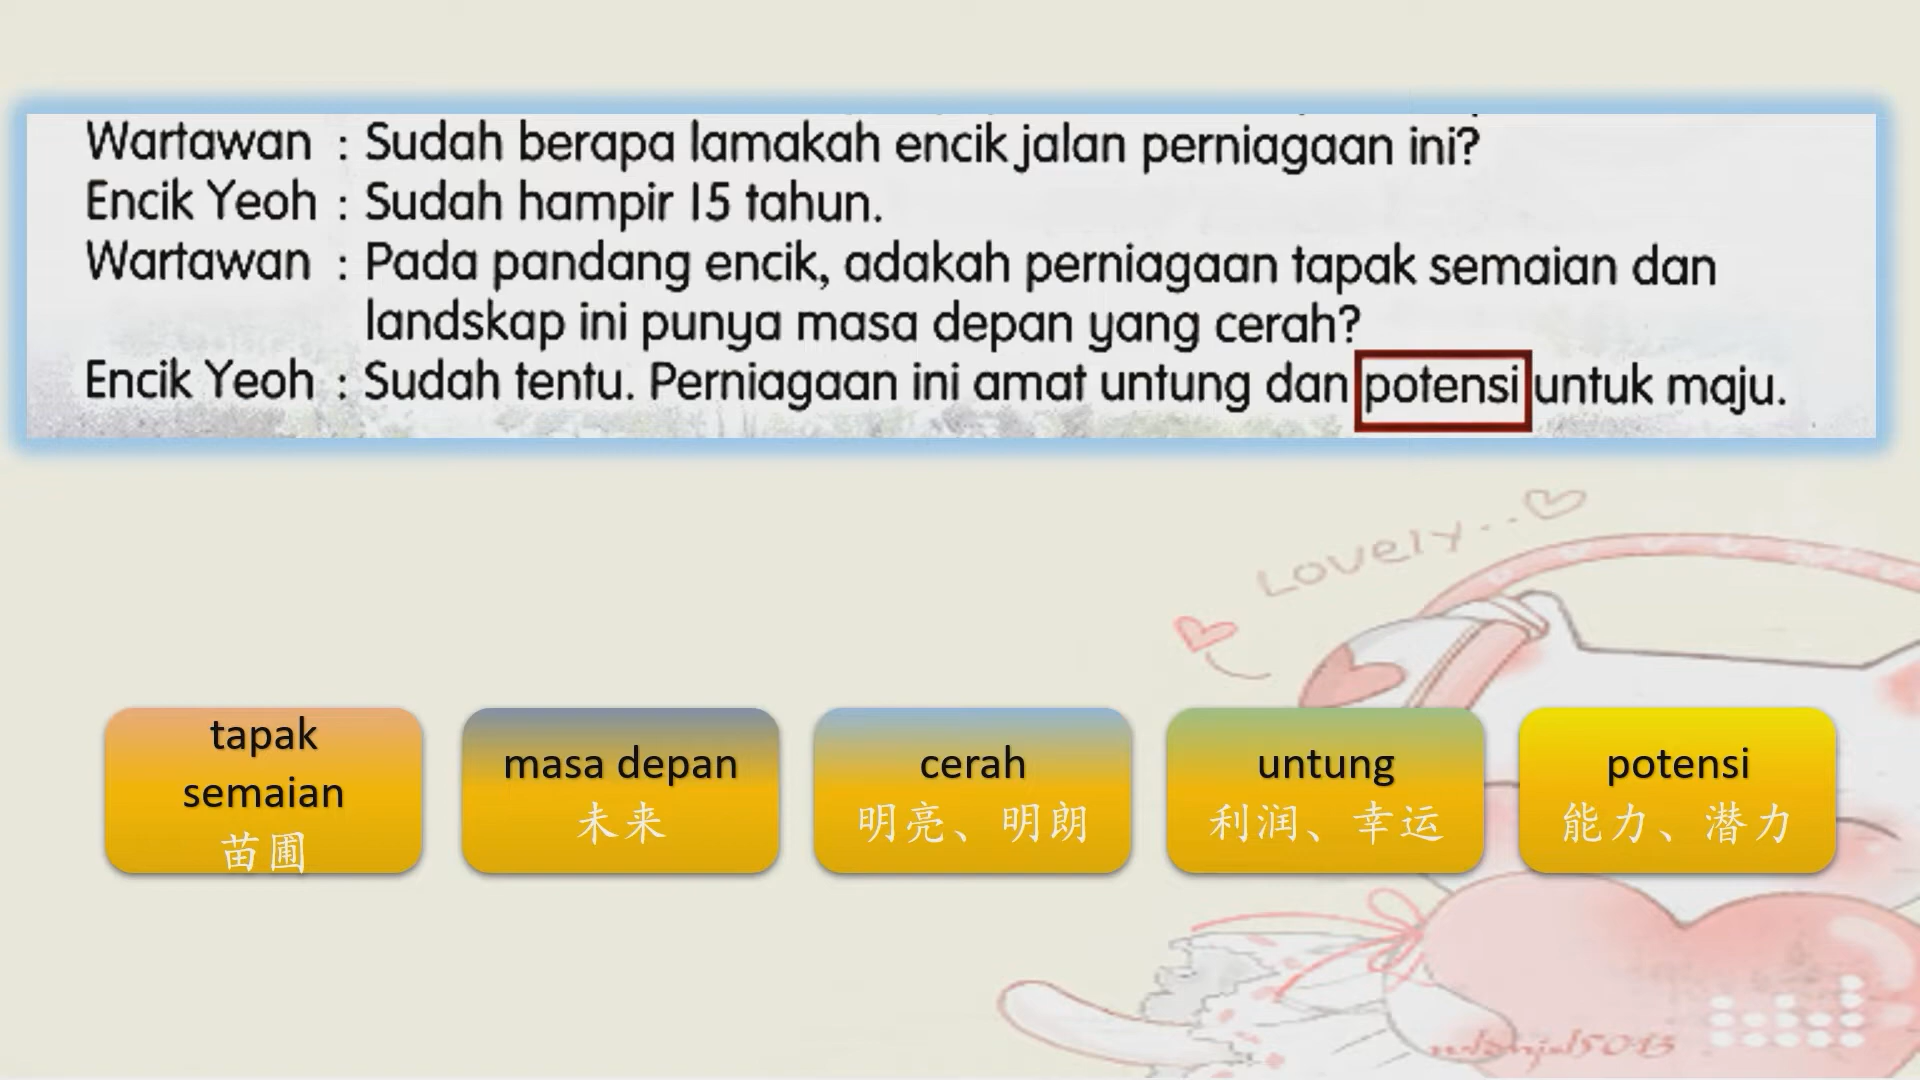 Wartawan : Sudah berapa lamakah encik jalan perniagaan ini?
Encik Yeoh : Sudah hampir 15 tahun.
Wartawan : Pada pandang encik, adakah perniagaan tapak semaian dan
landskap ini punya masa depan yang cerah?
Encik Yeoh : Sudah tentu. Perniagaan ini amat untung dan potensi untuk maju.
Lovely...
tapak
semaian
苗圃
masa depan
未来
cerah
明亮、明朗
untung
利润、幸运
potensi
能力、潜力